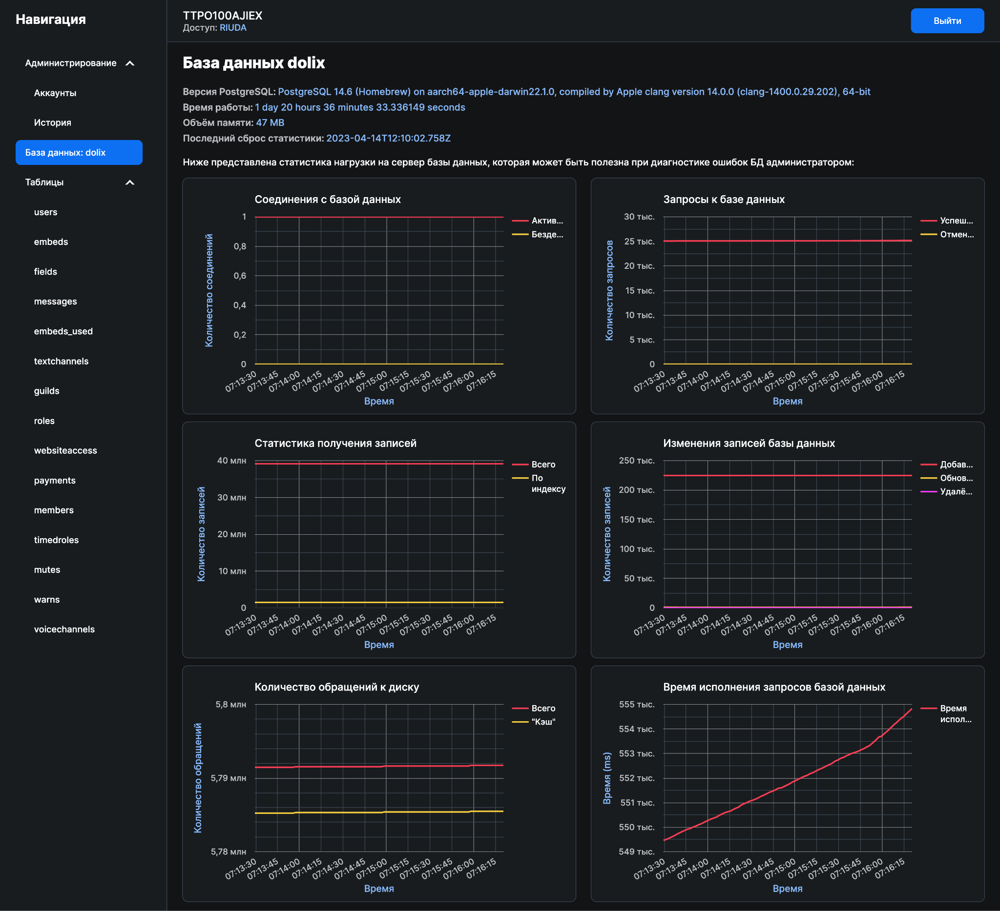 Навигация
Администрирование
Аккаунты
История
База данных: dolix
Таблицы
users
embeds
fields
messages
embeds_used
textchannels
guilds
roles
websiteaccess
payments
members
timedroles
mutes
warns
voicechannels
TTPO100AJIEX
Доступ: RIUDA
Выйти
База данных dolix
Версия PostgreSQL: PostgreSQL 14.6 (Homebrew) on aarch64-apple-darwin22.1.0, compiled by Apple clang version 14.0.0 (clang-1400.0.29.202), 64-bit
Время работы: 1 day 20 hours 36 minutes 33.336149 seconds
Объём памяти: 47 MB
Последний сброс статистики: 2023-04-14T12:10:02.758Z
Ниже представлена статистика нагрузки на сервер базы данных, которая может быть полезна при диагностике ошибок БД администратором:
Соединения с базой данных
Количество соединений
1
0,8
0,6
0,4
0,2
0
07:13:30 07:13:45 07:14:00 07:14:15 07:14:30 07:14:45 07:15:00 07:15:15 07:15:30 07:15:45 07:16:00 07:16:15
Время
Актив...
Безде...
Запросы к базе данных
Количество запросов
30 тыс.
25 тыс.
20 тыс.
15 тыс.
10 тыс.
5 тыс.
0
07:13:30 07:13:45 07:14:00 07:14:15 07:14:30 07:14:45 07:15:00 07:15:15 07:15:30 07:15:45 07:16:00 07:16:15
Время
Успеш...
Отмен...
Статистика получения записей
Количество записей
40 млн
30 млн
20 млн
10 млн
0
07:13:30 07:13:45 07:14:00 07:14:15 07:14:30 07:14:45 07:15:00 07:15:15 07:15:30 07:15:45 07:16:00 07:16:15
Время
Всего
По
индексу
Изменения записей базы данных
Количество записей
250 тыс.
200 тыс.
150 тыс.
100 тыс.
50 тыс.
0
07:13:30 07:13:45 07:14:00 07:14:15 07:14:30 07:14:45 07:15:00 07:15:15 07:15:30 07:15:45 07:16:00 07:16:15
Время
Добав...
Обнов...
Удалё...
Количество обращений к диску
Количество обращений
5,8 млн
5,79 млн
5,78 млн
07:13:30 07:13:45 07:14:00 07:14:15 07:14:30 07:14:45 07:15:00 07:15:15 07:15:30 07:15:45 07:16:00 07:16:15
Время
Всего
"Кэш"
Время исполнения запросов базой данных
Время (ms)
555 тыс.
554 тыс.
553 тыс.
552 тыс.
551 тыс.
550 тыс.
549 тыс.
07:13:30 07:13:45 07:14:00 07:14:15 07:14:30 07:14:45 07:15:00 07:15:15 07:15:30 07:15:45 07:16:00 07:16:15
Время
Время
испол...